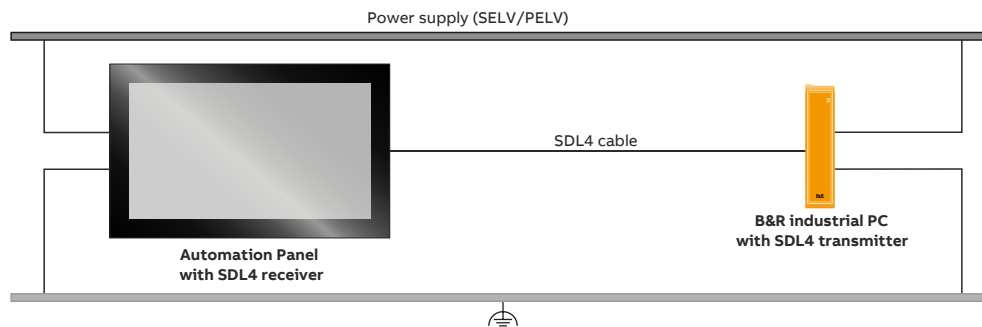 Power supply (SELV/PELV)
SDL4 cable
Automation Panel
with SDL4 receiver
B&R industrial PC
with SDL4 transmitter